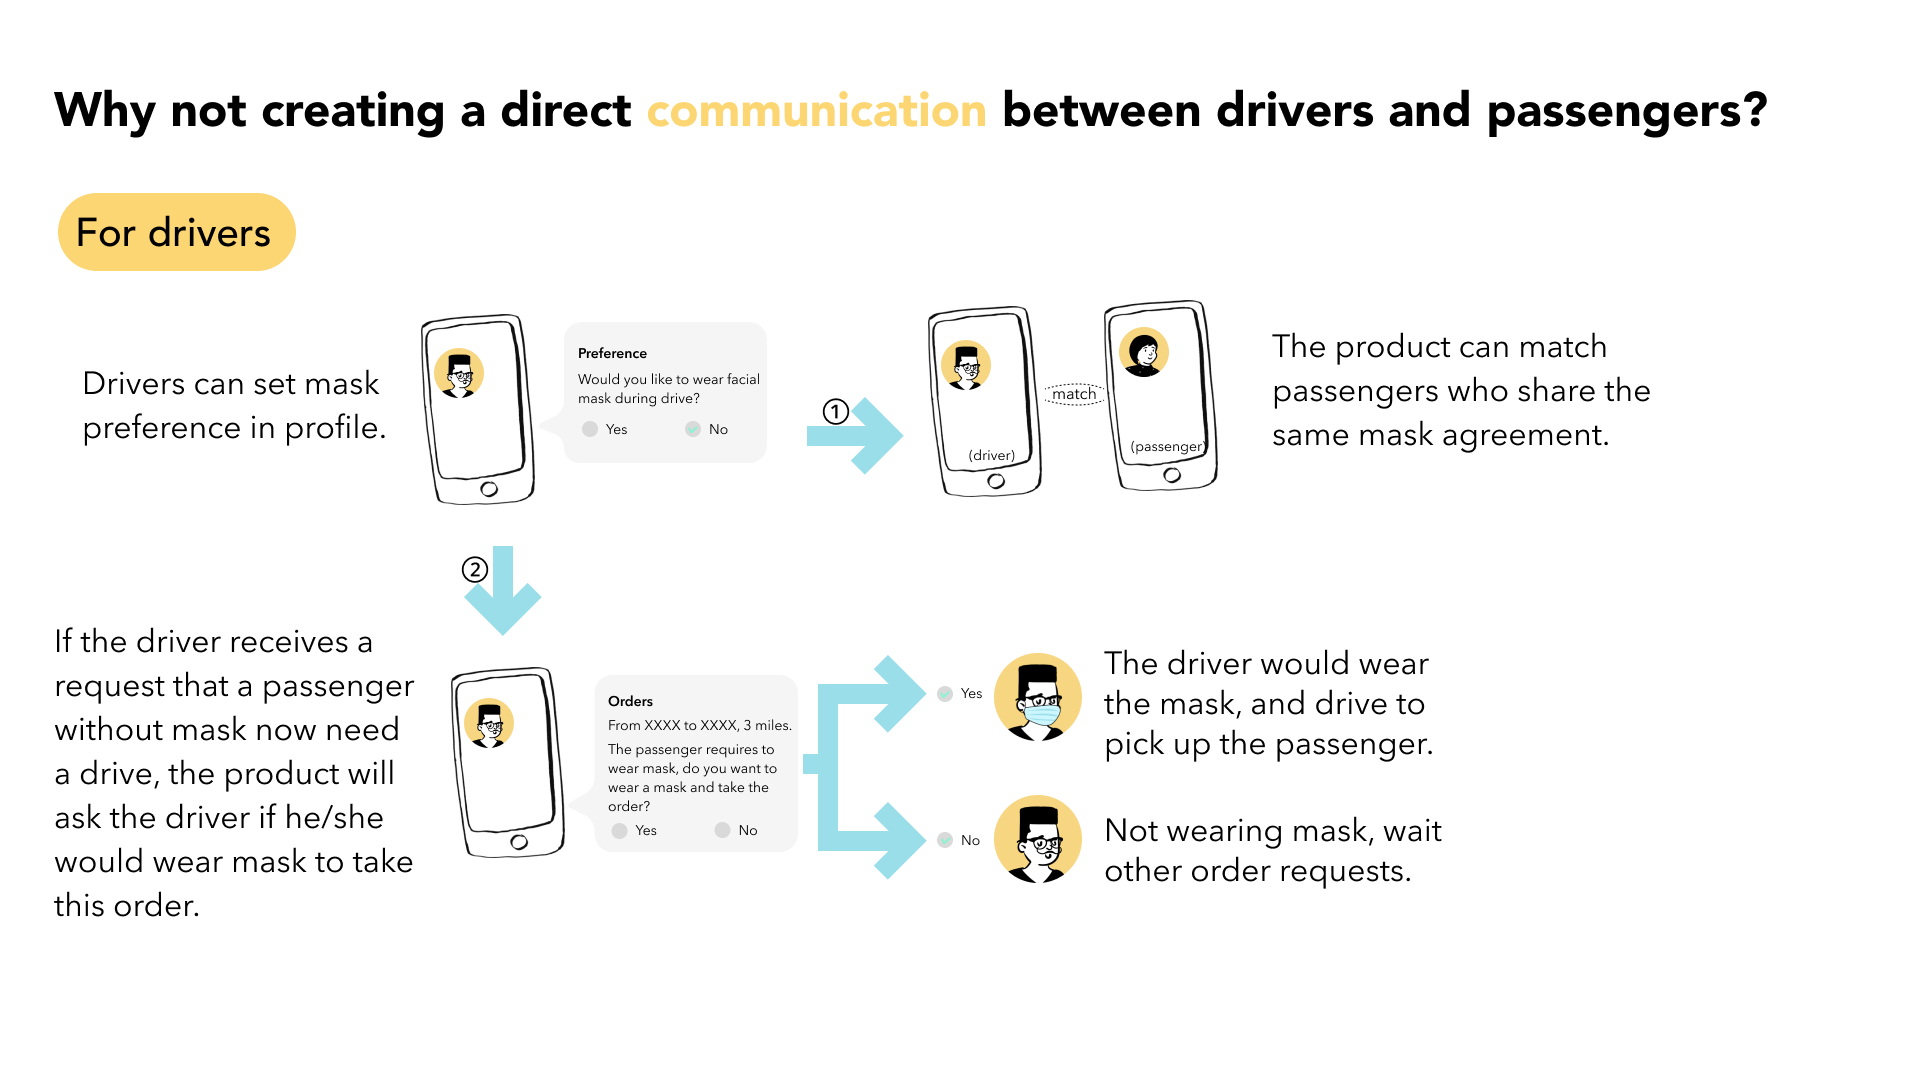 Why not creating a direct communication between drivers and passengers?
For drivers
Drivers can set mask
preference in profile.
Preference
Would you like to wear facial
mask during drive?
Yes
No
①
(driver)
match
(passenger)
The product can match
passengers who share the
same mask agreement.
②
If the driver receives a
request that a passenger
without mask now need
a drive, the product will
ask the driver if he/she
would wear mask to take
this order.
Orders
From XXXX to XXXX, 3 miles.
The passenger requires to
wear mask, do you want to
wear a mask and take the
order?
Yes
No
Yes
The driver would wear
the mask, and drive to
pick up the passenger.
No
Not wearing mask, wait
other order requests.